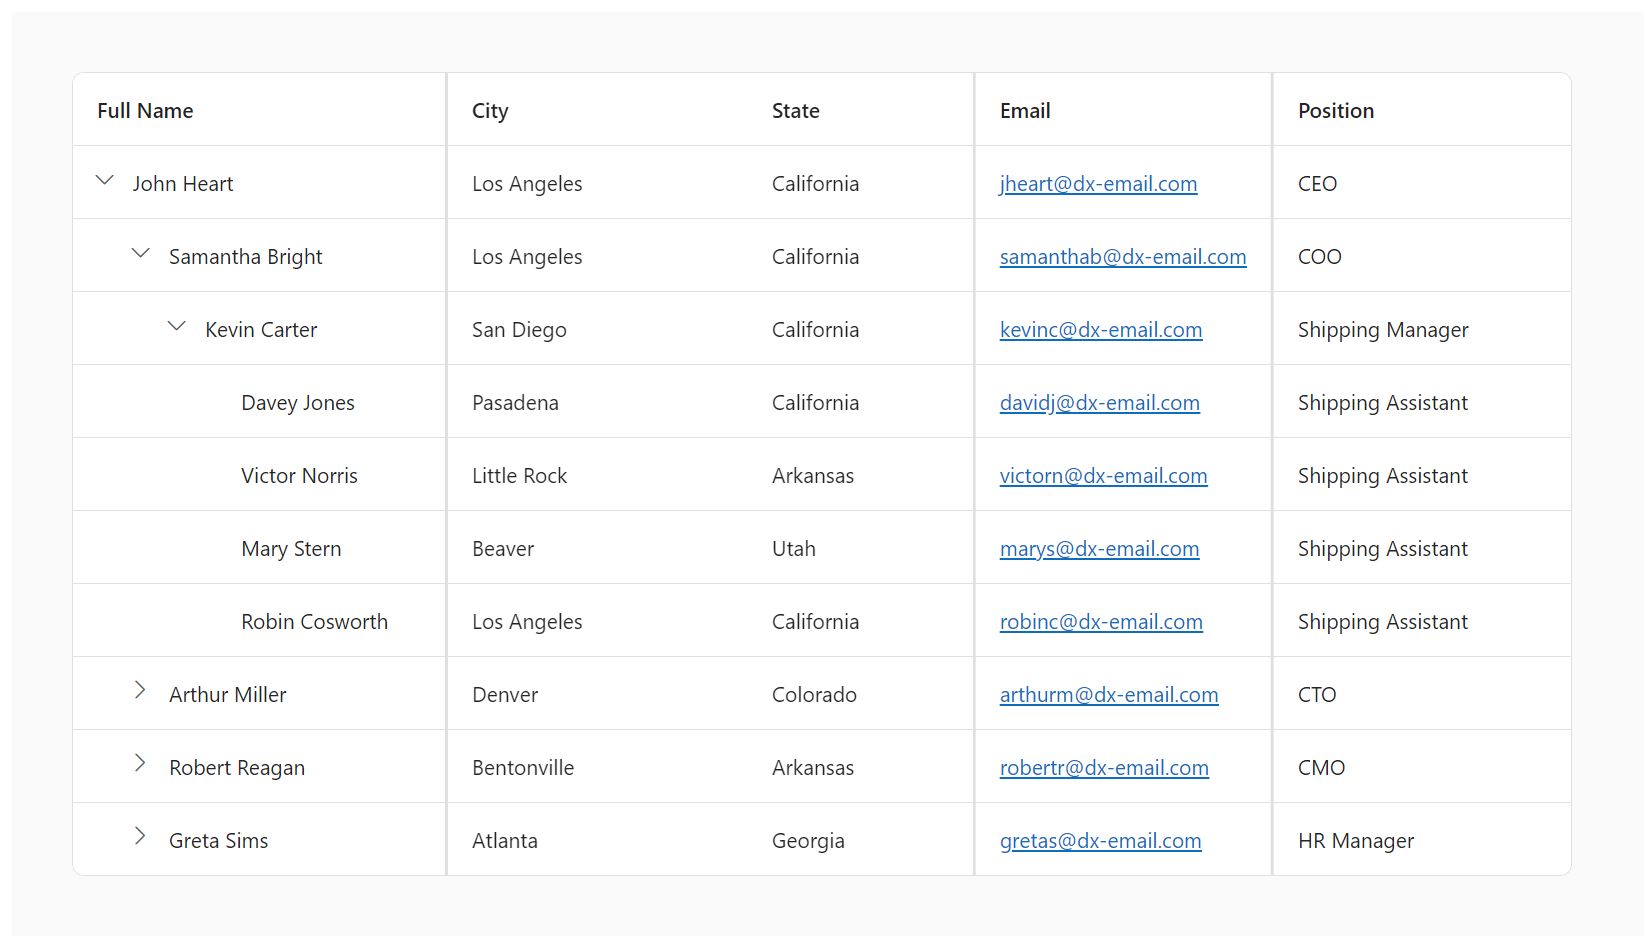 Full Name City State Email Position
John Heart Los Angeles California jheart@dx-email.com CEO
Samantha Bright Los Angeles California samanthab@dx-email.com COO
Kevin Carter San Diego California kevinc@dx-email.com Shipping Manager
Davey Jones Pasadena California davidj@dx-email.com Shipping Assistant
Victor Norris Little Rock Arkansas victorn@dx-email.com Shipping Assistant
Mary Stern Beaver Utah marys@dx-email.com Shipping Assistant
Robin Cosworth Los Angeles California robinc@dx-email.com Shipping Assistant
Arthur Miller Denver Colorado arthurm@dx-email.com CTO
Robert Reagan Bentonville Arkansas robertr@dx-email.com CMO
Greta Sims Atlanta Georgia gretas@dx-email.com HR Manager